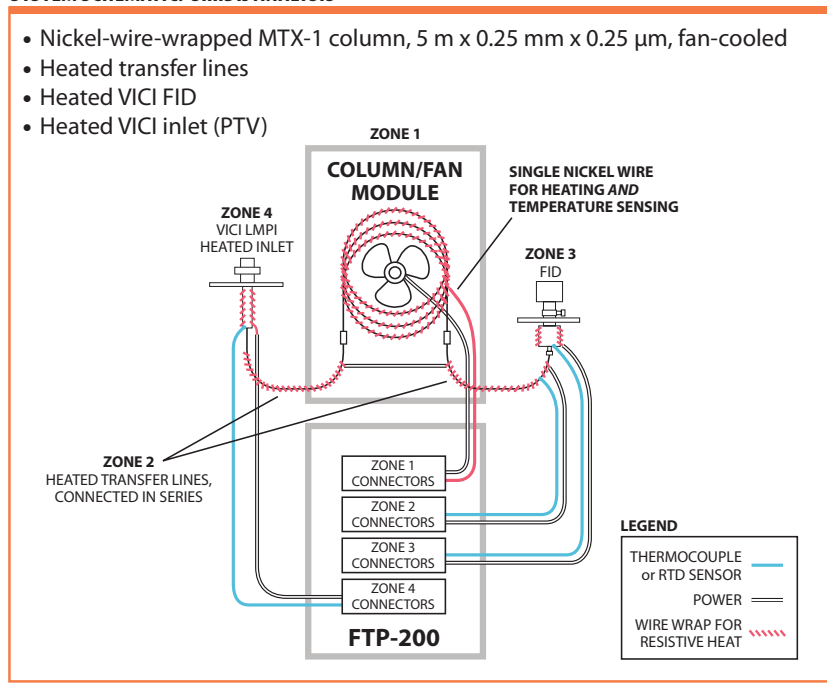 • Nickel-wire-wrapped MTX-1 column, 5 m x 0.25 mm x 0.25 µm, fan-cooled
• Heated transfer lines
• Heated VICI FID
• Heated VICI inlet (PTV)
ZONE 1
COLUMN/FAN
MODULE
SINGLE NICKEL WIRE
FOR HEATING AND
TEMPERATURE SENSING
ZONE 4
VICI LMPI
HEATED INLET
ZONE 3
FID
ZONE 2
HEATED TRANSFER LINES,
CONNECTED IN SERIES
ZONE 1
CONNECTORS
ZONE 2
CONNECTORS
ZONE 3
CONNECTORS
ZONE 4
CONNECTORS
FTP-200
LEGEND
THERMOCOUPLE
or RTD SENSOR
POWER
WIRE WRAP FOR
RESISTIVE HEAT